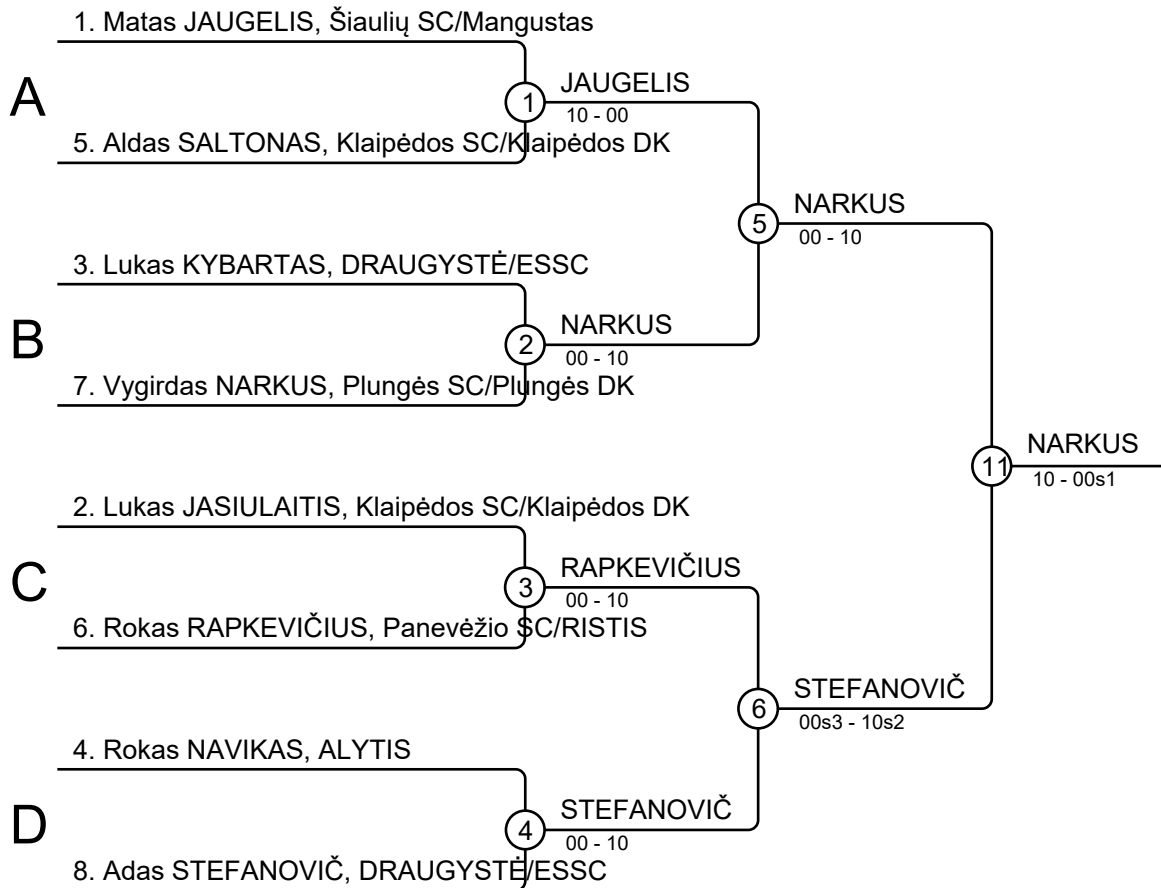 1. Matas JAUGELIS, Šiaulių SC/Mangustas
A
1
JAUGELIS
10 - 00
5. Aldas SALTONAS, Klaipėdos SC/Klaipėdos DK
5
NARKUS
00 - 10
3. Lukas KYBARTAS, DRAUGYSTĖ/ESSC
B
2
NARKUS
00 - 10
7. Vygirdas NARKUS, Plungės SC/Plungės DK
11
NARKUS
10 - 00s1
2. Lukas JASIULAITIS, Klaipėdos SC/Klaipėdos DK
C
3
RAPKEVIČIUS
00 - 10
6. Rokas RAPKEVIČIUS, Panevėžio SC/RISTIS
6
STEFANOVIČ
00s3 - 10s2
4. Rokas NAVIKAS, ALYTIS
D
4
STEFANOVIČ
00 - 10
8. Adas STEFANOVIČ, DRAUGYSTĖ/ESSC